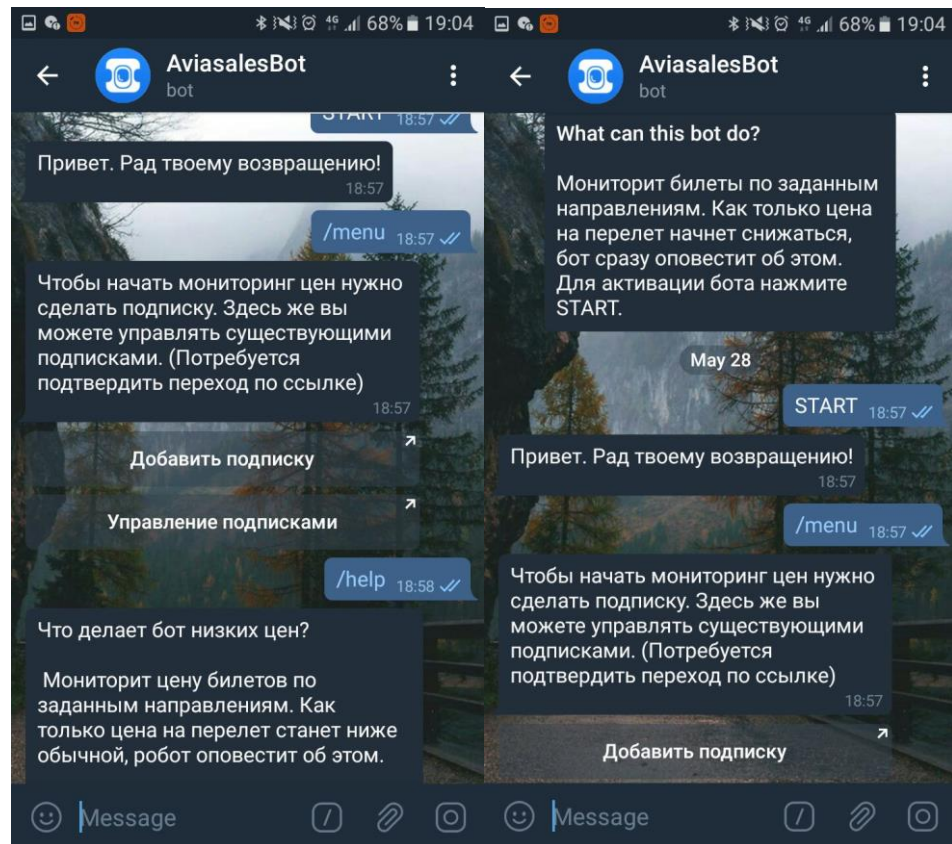 4G 68% 19:04
AviasalesBot
bot
START 18:57
Привет. Рад твоему возвращению!
18:57
/menu 18:57
Чтобы начать мониторинг цен нужно
сделать подписку. Здесь же вы
можете управлять существующими
подписками. (Потребуется
подтвердить переход по ссылке)
18:57
Добавить подписку
Управление подписками
/help 18:58
Что делает бот низких цен?
Мониторит цену билетов по
заданным направлениям. Как
только цена на перелет станет ниже
обычной, робот оповестит об этом.
Message
4G 68% 19:04
AviasalesBot
bot
What can this bot do?
Мониторит билеты по заданным
направлениям. Как только цена
на перелет начнет снижаться,
бот сразу оповестит об этом.
Для активации бота нажмите
START.
May 28
START 18:57
Привет. Рад твоему возвращению!
18:57
/menu 18:57
Чтобы начать мониторинг цен нужно
сделать подписку. Здесь же вы
можете управлять существующими
подписками. (Потребуется
подтвердить переход по ссылке)
18:57
Добавить подписку
Message